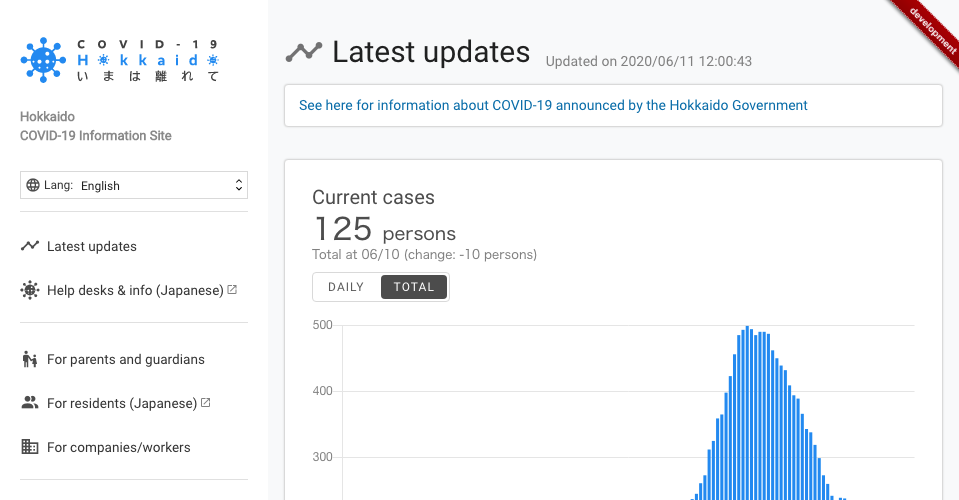 COVID-19
Hokkaido
いまは離れて
Hokkaido
COVID-19 Information Site
Lang: English
Latest updates
Help desks & info (Japanese)
For parents and guardians
For residents (Japanese)
For companies/workers
development
Latest updates
Updated on 2020/06/11 12:00:43
See here for information about COVID-19 announced by the Hokkaido Government
Current cases
125 persons
Total at 06/10 (change: -10 persons)
DAILY TOTAL
500
400
300